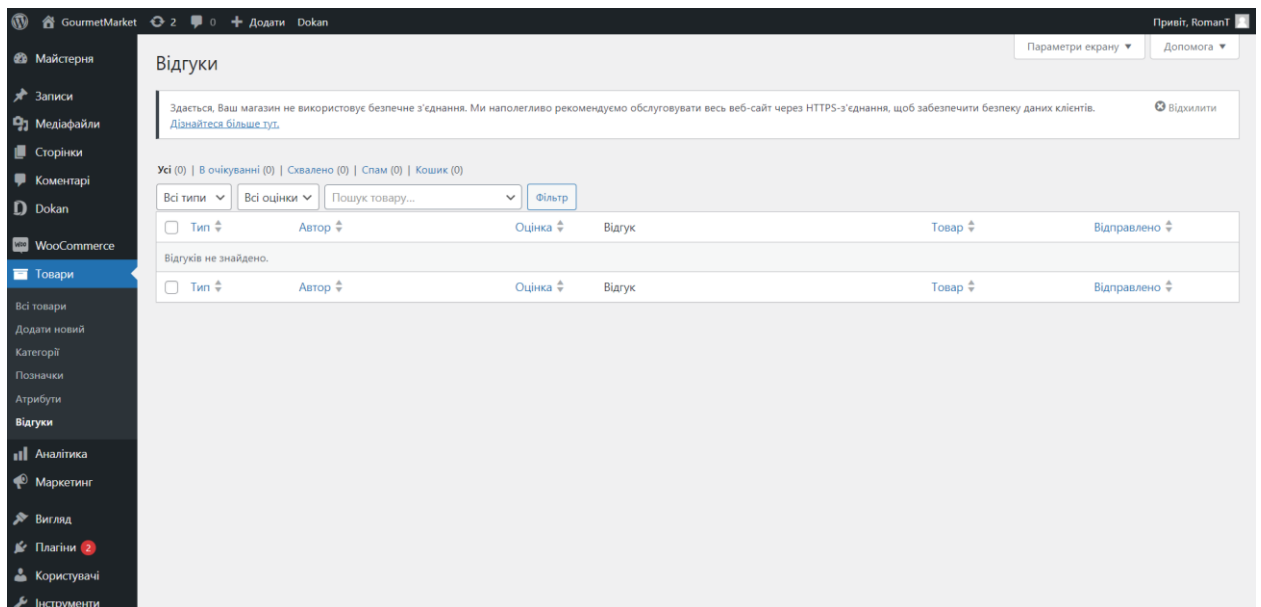 GourmetMarket 2 0 Додати Dokan Привіт, RomanT
Параметри екрану Допомога
Майстерня
Записи
Медіафайли
Сторінки
Коментарі
Dokan
WooCommerce
Товари
Всі товари
Додати новий
Категорії
Позначки
Атрибути
Відгуки
Аналітика
Маркетинг
Вигляд
Плагіни 2
Користувачі
Інструменти
Відгуки
Здається, Ваш магазин не використовує безпечне з'єднання. Ми наполегливо рекомендуємо обслуговувати весь веб-сайт через HTTPS-з'єднання, щоб забезпечити безпеку даних клієнтів.
Дізнайтеся більше тут.
Відхилити
Усі (0) | В очікуванні (0) | Схвалено (0) | Спам (0) | Кошик (0)
Всі типи Всі оцінки Пошук товару... Фільтр
Тип Автор Оцінка Відгук Товар Відправлено
Відгуків не знайдено.
Тип Автор Оцінка Відгук Товар Відправлено